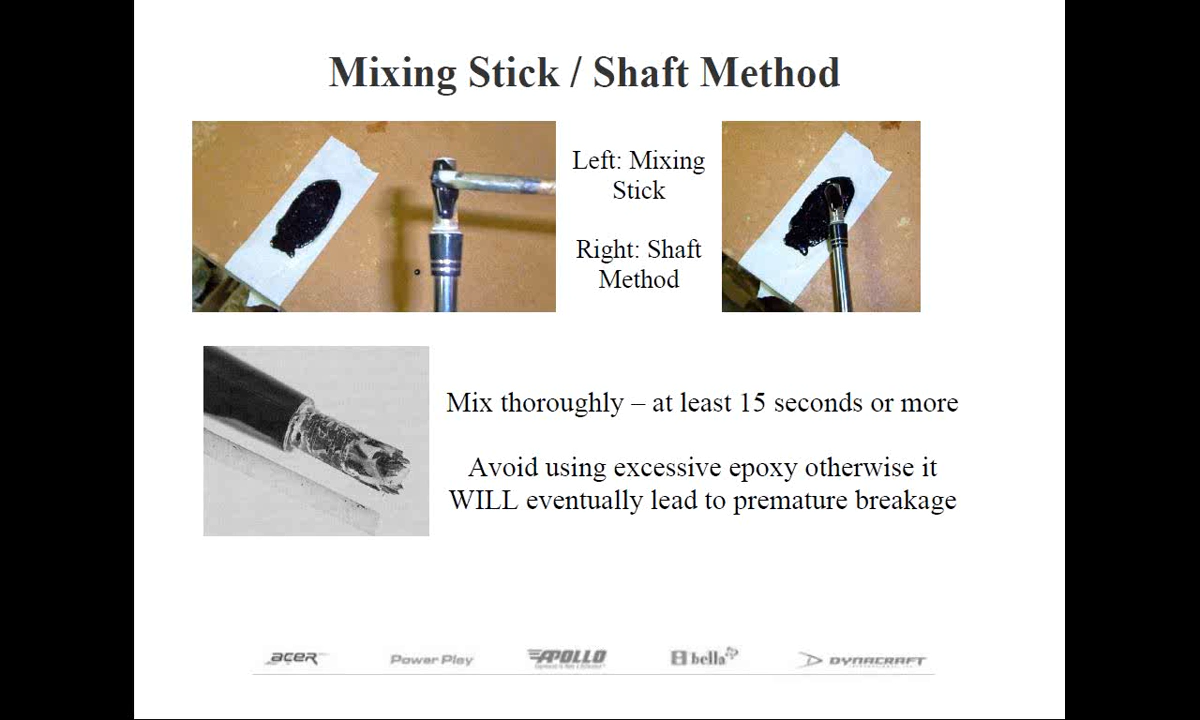 Mixing Stick / Shaft Method
Left: Mixing
Stick
Right: Shaft
Method
Mix thoroughly – at least 15 seconds or more
Avoid using excessive epoxy otherwise it
WILL eventually lead to premature breakage
acer
Power Play
APOLLO
bella
DYNACRAFT